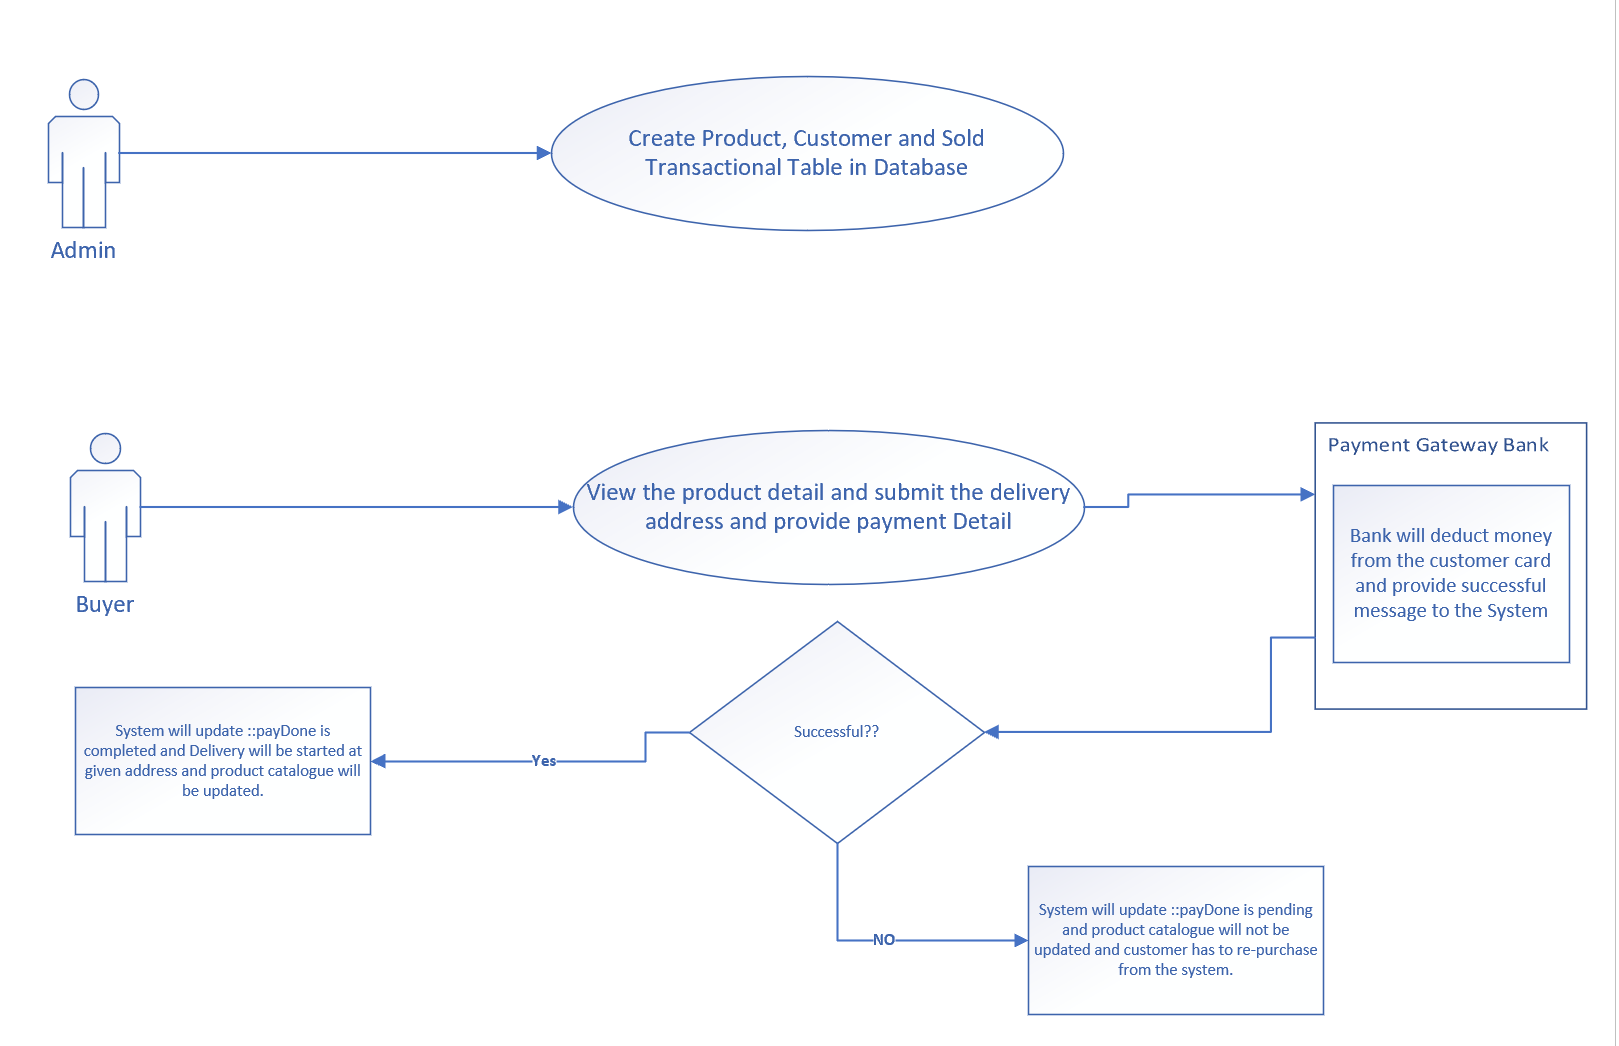 Create Product, Customer and Sold
Transactional Table in Database
Admin
Payment Gateway Bank
View the product detail and submit the delivery
address and provide payment Detail
Bank will deduct money
from the customer card
and provide successful
message to the System
Buyer
System will update ::payDone is
completed and Delivery will be started at
given address and product catalogue will
be updated.
Successful??
Yes
System will update ::payDone is pending
and product catalogue will not be
updated and customer has to re-purchase
from the system.
NO